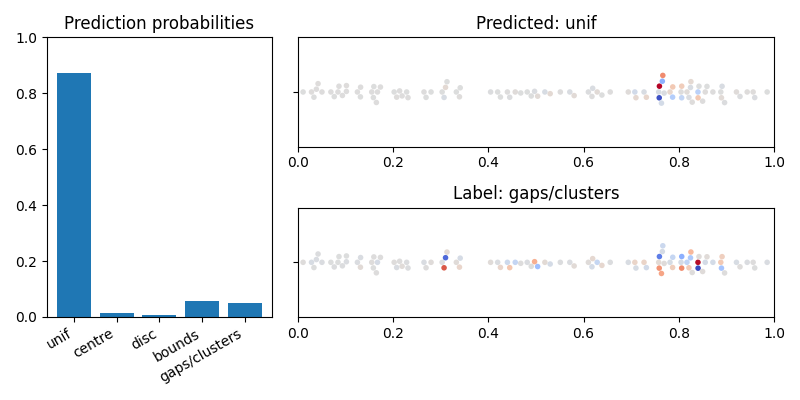 Prediction probabilities
1.0
0.8
0.6
0.4
0.2
0.0
unif
centre
disc
bounds
gaps/clusters
Predicted: unif
0.0 0.2 0.4 0.6 0.8 1.0
Label: gaps/clusters
0.0 0.2 0.4 0.6 0.8 1.0